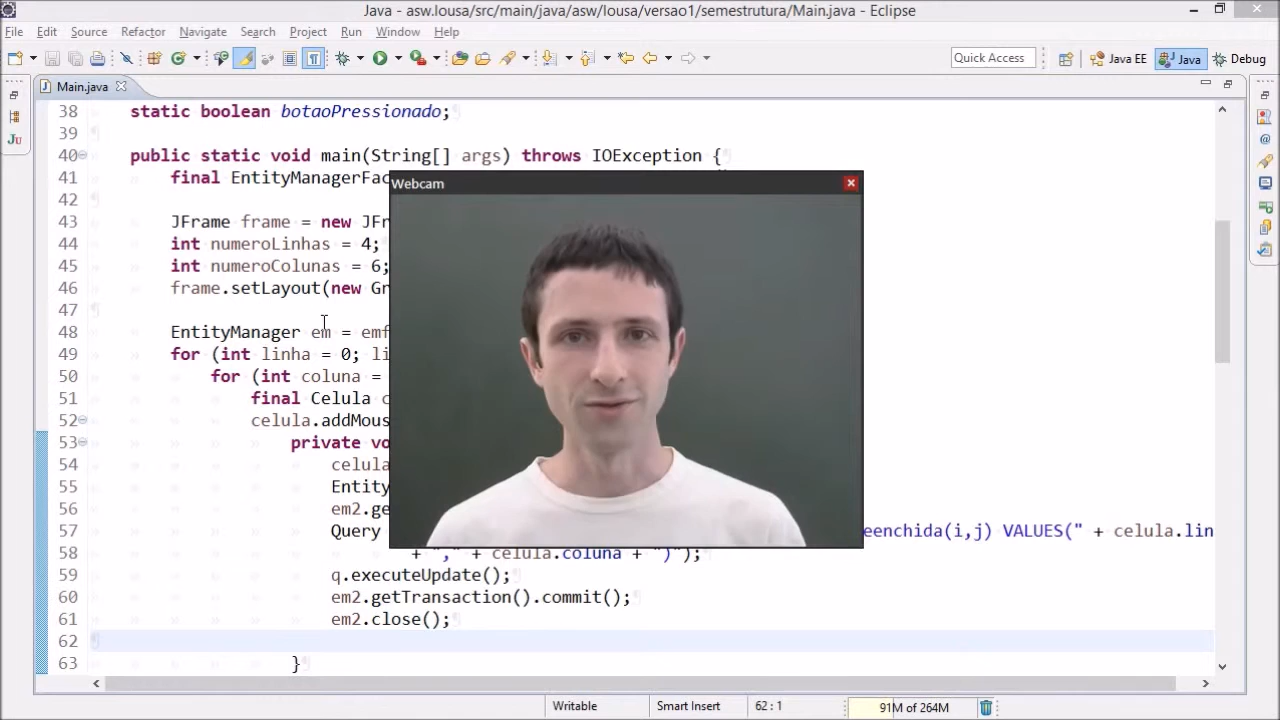 Java - asw.lousa/src/main/java/asw/lousa/versao1/semestrutura/Main.java - Eclipse
File Edit Source Refactor Navigate Search Project Run Window Help
Quick Access
Java EE
Java
Debug
Main.java
38 static boolean botaoPressionado;
39
40 public static void main(String[] args) throws IOException {
41 final EntityManagerFac
42
43 JFrame frame = new JFr
44 int numeroLinhas = 4;
45 int numeroColunas = 6;
46 frame.setLayout(new Gr
47
48 EntityManager em = emf
49 for (int linha = 0; li
50 for (int coluna =
51 final Celula c
52 celula.addMous
53 private vo
54 celula
55 Entity
56 em2.ge
57 Query eenchida(i,j) VALUES(" + celula.lin
58 + "," + celula.coluna + ")");
59 q.executeUpdate();
60 em2.getTransaction().commit();
61 em2.close();
62
63 }
Webcam
Writable
Smart Insert
62 : 1
91M of 264M